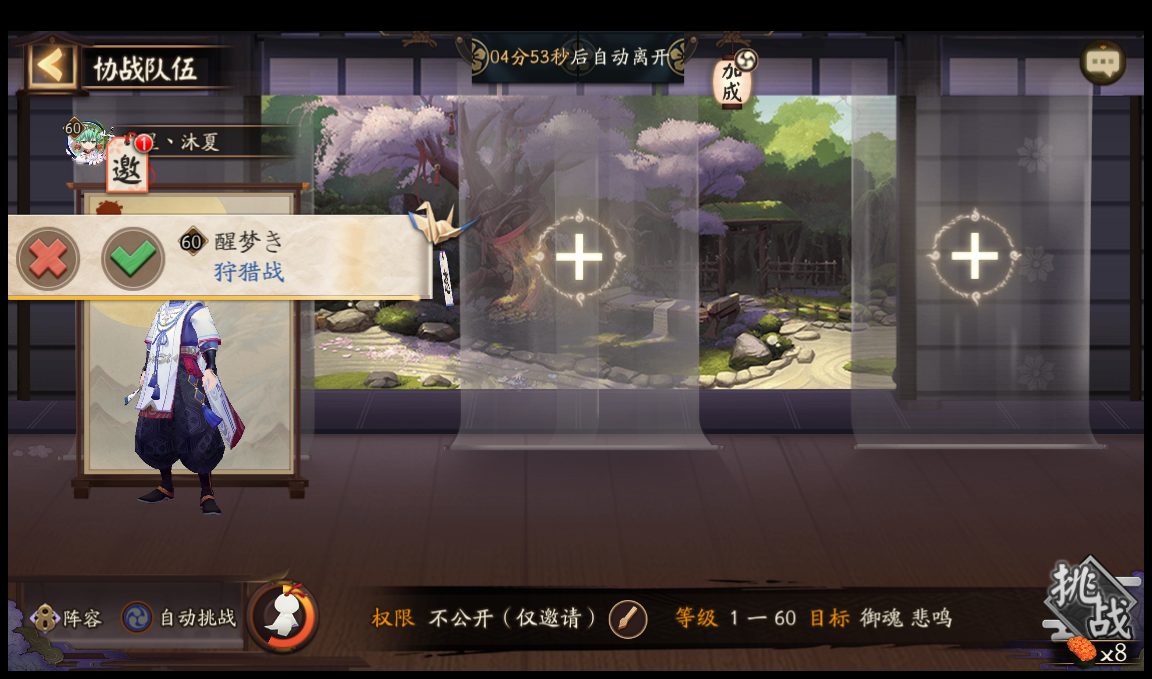 协战队伍
04分53秒后自动离开
加成
60
、沐夏
邀
1
60 醒梦き
狩猎战
阵容
自动挑战
权限 不公开（仅邀请）
等级 1 一 60 目标 御魂 悲鸣
挑战
x8